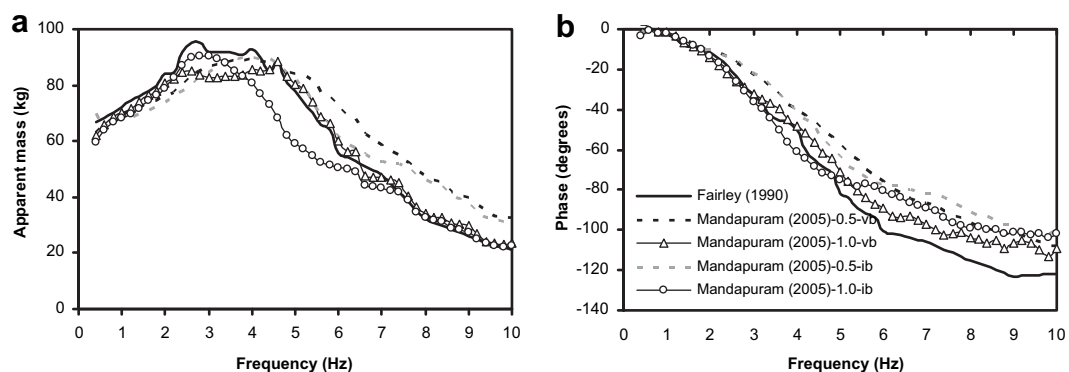 a
Apparent mass (kg)
100
80
60
40
20
0
0 1 2 3 4 5 6 7 8 9 10
Frequency (Hz)
b
Phase (degrees)
0
-20
-40
-60
-80
-100
-120
-140
Fairley (1990)
Mandapuram (2005)-0.5-vb
Mandapuram (2005)-1.0-vb
Mandapuram (2005)-0.5-ib
Mandapuram (2005)-1.0-ib
0 1 2 3 4 5 6 7 8 9 10
Frequency (Hz)